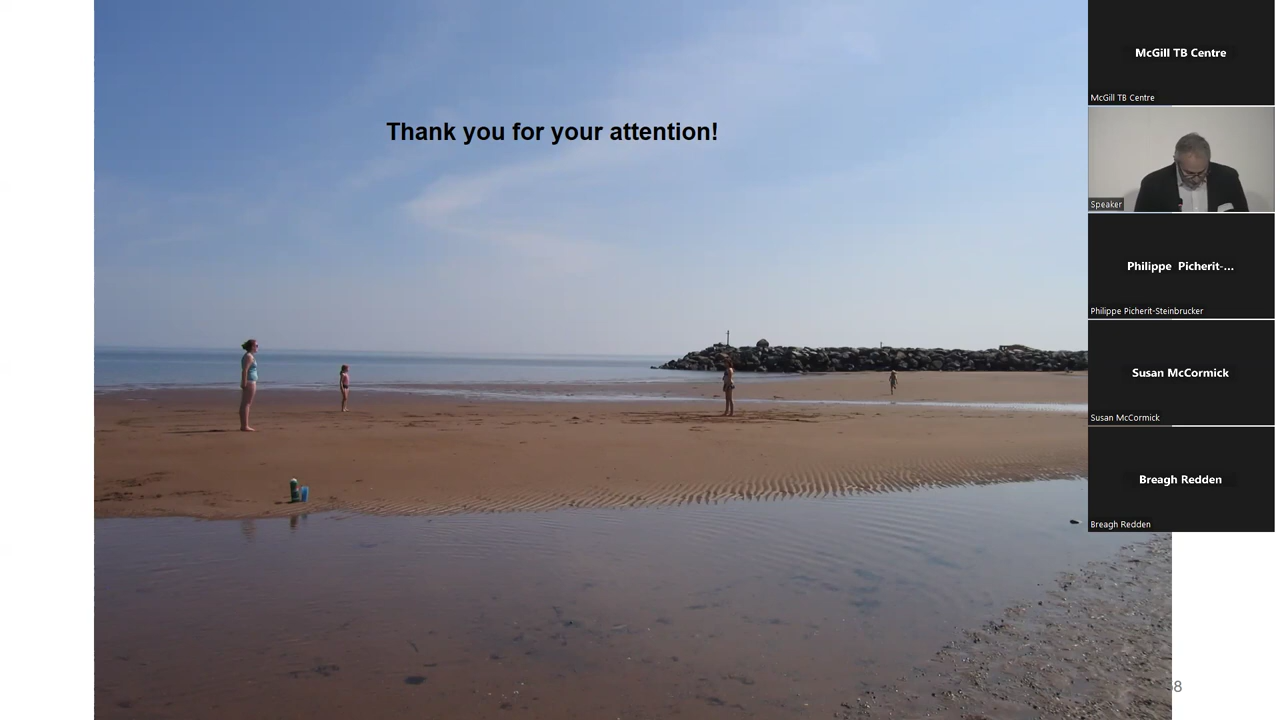 Thank you for your attention!
McGill TB Centre
McGill TB Centre
Speaker
Philippe Picherit-...
Philippe Picherit-Steinbrucker
Susan McCormick
Susan McCormick
Breagh Redden
Breagh Redden